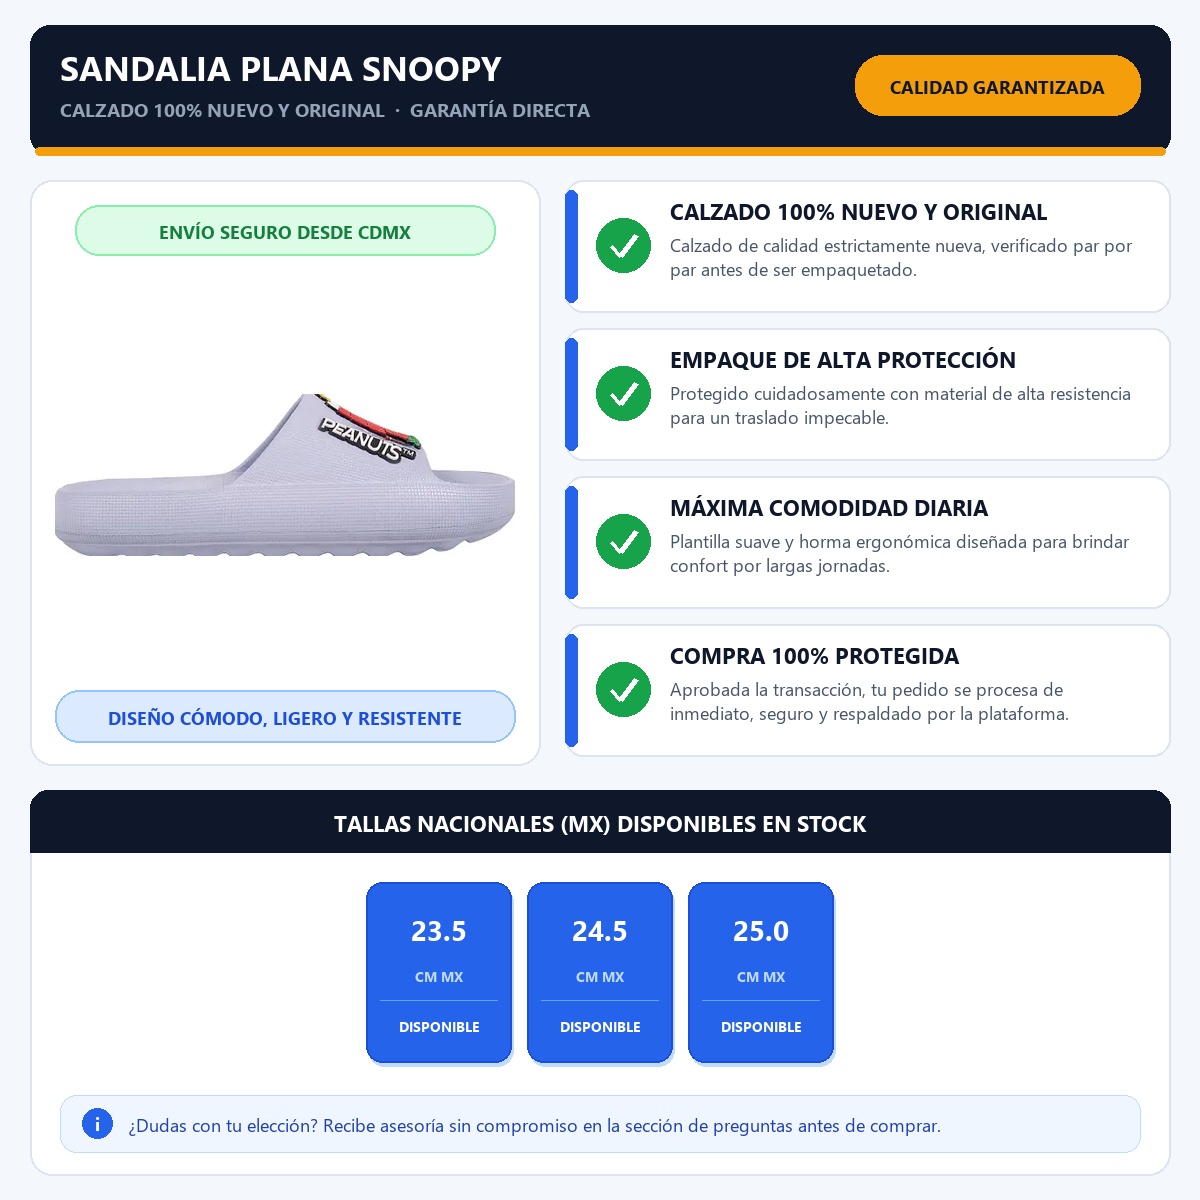 SANDALIA PLANA SNOOPY
CALZADO 100% NUEVO Y ORIGINAL · GARANTÍA DIRECTA
CALIDAD GARANTIZADA
ENVÍO SEGURO DESDE CDMX
PEANUTS™
DISEÑO CÓMODO, LIGERO Y RESISTENTE
CALZADO 100% NUEVO Y ORIGINAL
Calzado de calidad estrictamente nueva, verificado par por
par antes de ser empaquetado.
EMPAQUE DE ALTA PROTECCIÓN
Protegido cuidadosamente con material de alta resistencia
para un traslado impecable.
MÁXIMA COMODIDAD DIARIA
Plantilla suave y horma ergonómica diseñada para brindar
confort por largas jornadas.
COMPRA 100% PROTEGIDA
Aprobada la transacción, tu pedido se procesa de
inmediato, seguro y respaldado por la plataforma.
TALLAS NACIONALES (MX) DISPONIBLES EN STOCK
23.5
CM MX
DISPONIBLE
24.5
CM MX
DISPONIBLE
25.0
CM MX
DISPONIBLE
¿Dudas con tu elección? Recibe asesoría sin compromiso en la sección de preguntas antes de comprar.